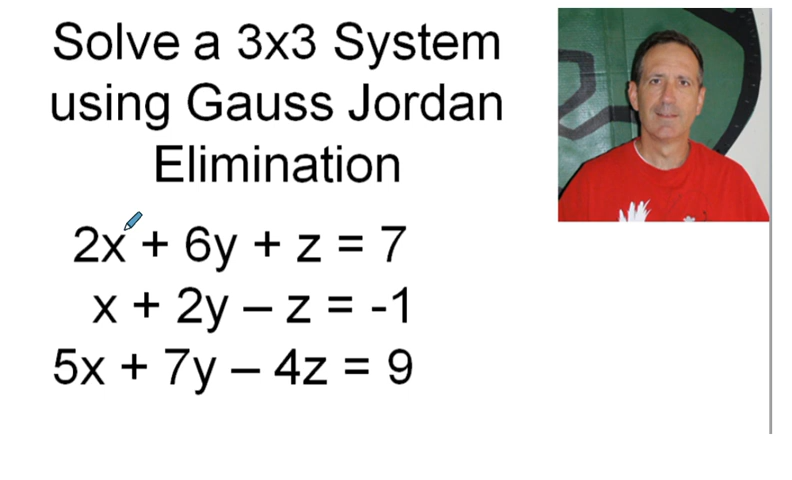 Solve a 3x3 System
using Gauss Jordan
Elimination
2x + 6y + z = 7
x + 2y – z = -1
5x + 7y – 4z = 9